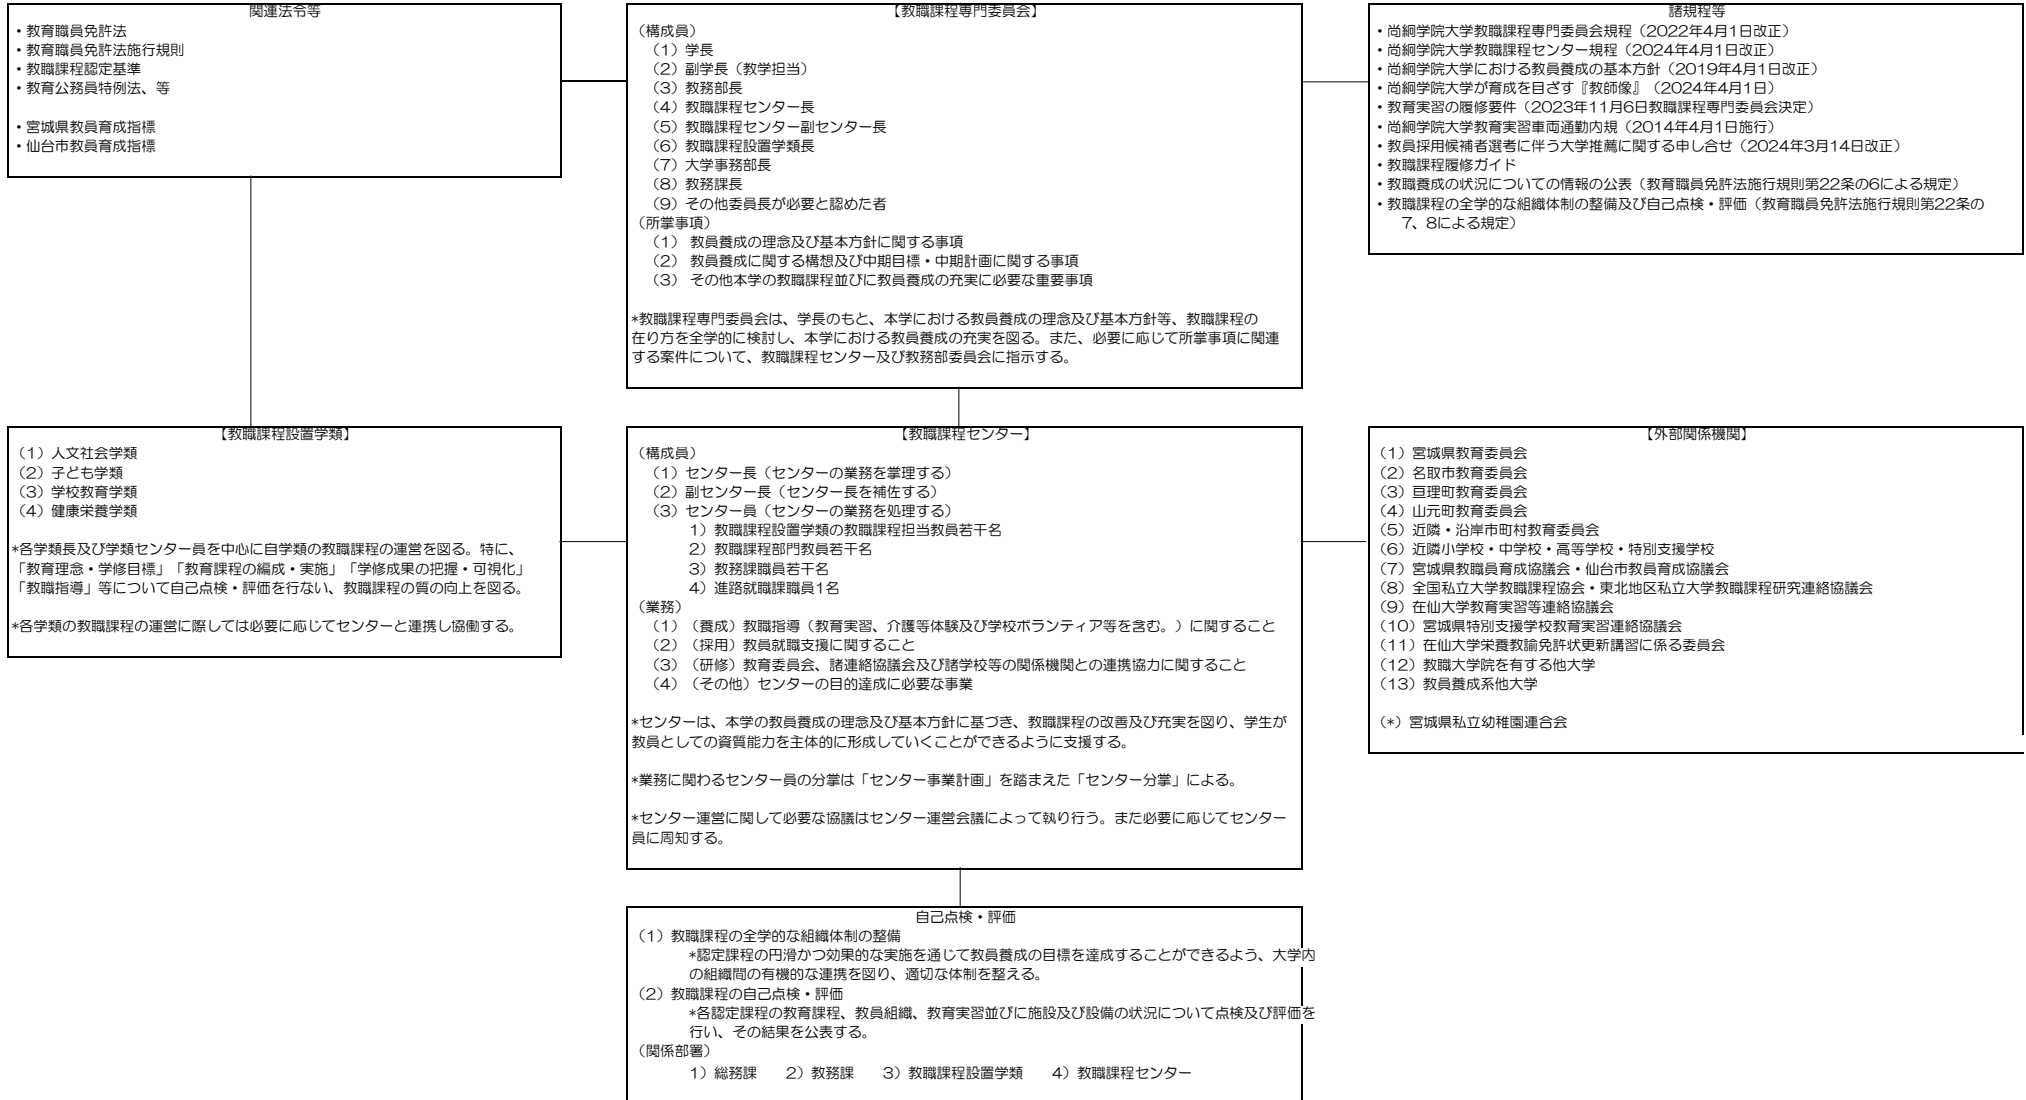 関連法令等
・教育職員免許法
・教育職員免許法施行規則
・教職課程認定基準
・教育公務員特例法、等
・宮城県教員育成指標
・仙台市教員育成指標
【教職課程専門委員会】
（構成員）
（1）学長
（2）副学長（教学担当）
（3）教務部長
（4）教職課程センター長
（5）教職課程センター副センター長
（6）教職課程設置学類長
（7）大学事務部長
（8）教務課長
（9）その他委員長が必要と認めた者
（所掌事項）
（1） 教員養成の理念及び基本方針に関する事項
（2） 教員養成に関する構想及び中期目標・中期計画に関する事項
（3） その他本学の教職課程並びに教員養成の充実に必要な重要事項
*教職課程専門委員会は、学長のもと、本学における教員養成の理念及び基本方針等、教職課程の
在り方を全学的に検討し、本学における教員養成の充実を図る。また、必要に応じて所掌事項に関連
する案件について、教職課程センター及び教務部委員会に指示する。
諸規程等
・尚絅学院大学教職課程専門委員会規程（2022年4月1日改正）
・尚絅学院大学教職課程センター規程（2024年4月1日改正）
・尚絅学院大学における教員養成の基本方針（2019年4月1日改正）
・尚絅学院大学が育成を目ざす『教師像』（2024年4月1日）
・教育実習の履修要件（2023年11月6日教職課程専門委員会決定）
・尚絅学院大学教育実習車両通勤内規（2014年4月1日施行）
・教員採用候補者選考に伴う大学推薦に関する申し合せ（2024年3月14日改正）
・教職課程履修ガイド
・教職養成の状況についての情報の公表（教育職員免許法施行規則第22条の6による規定）
・教職課程の全学的な組織体制の整備及び自己点検・評価（教育職員免許法施行規則第22条の
7、8による規定）
【教職課程設置学類】
（1）人文社会学類
（2）子ども学類
（3）学校教育学類
（4）健康栄養学類
*各学類長及び学類センター員を中心に自学類の教職課程の運営を図る。特に、
「教育理念・学修目標」「教育課程の編成・実施」「学修成果の把握・可視化」
「教職指導」等について自己点検・評価を行ない、教職課程の質の向上を図る。
*各学類の教職課程の運営に際しては必要に応じてセンターと連携し協働する。
【教職課程センター】
（構成員）
（1）センター長（センターの業務を掌理する）
（2）副センター長（センター長を補佐する）
（3）センター員（センターの業務を処理する）
1）教職課程設置学類の教職課程担当教員若干名
2）教職課程部門教員若干名
3）教務課職員若干名
4）進路就職課職員1名
（業務）
（1）（養成）教職指導（教育実習、介護等体験及び学校ボランティア等を含む。）に関すること
（2）（採用）教員就職支援に関すること
（3）（研修）教育委員会、諸連絡協議会及び諸学校等の関係機関との連携協力に関すること
（4）（その他）センターの目的達成に必要な事業
*センターは、本学の教員養成の理念及び基本方針に基づき、教職課程の改善及び充実を図り、学生が
教員としての資質能力を主体的に形成していくことができるように支援する。
*業務に関わるセンター員の分掌は「センター事業計画」を踏まえた「センター分掌」による。
*センター運営に関して必要な協議はセンター運営会議によって執り行う。また必要に応じてセンター
員に周知する。
【外部関係機関】
（1）宮城県教育委員会
（2）名取市教育委員会
（3）亘理町教育委員会
（4）山元町教育委員会
（5）近隣・沿岸市町村教育委員会
（6）近隣小学校・中学校・高等学校・特別支援学校
（7）宮城県教職員育成協議会・仙台市教員育成協議会
（8）全国私立大学教職課程協会・東北地区私立大学教職課程研究連絡協議会
（9）在仙大学教育実習等連絡協議会
（10）宮城県特別支援学校教育実習連絡協議会
（11）在仙大学栄養教諭免許状更新講習に係る委員会
（12）教職大学院を有する他大学
（13）教員養成系他大学
（*）宮城県私立幼稚園連合会
自己点検・評価
（1）教職課程の全学的な組織体制の整備
*認定課程の円滑かつ効果的な実施を通じて教員養成の目標を達成することができるよう、大学内
の組織間の有機的な連携を図り、適切な体制を整える。
（2）教職課程の自己点検・評価
*各認定課程の教育課程、教員組織、教育実習並びに施設及び設備の状況について点検及び評価を
行い、その結果を公表する。
（関係部署）
1）総務課　2）教務課　3）教職課程設置学類　4）教職課程センター